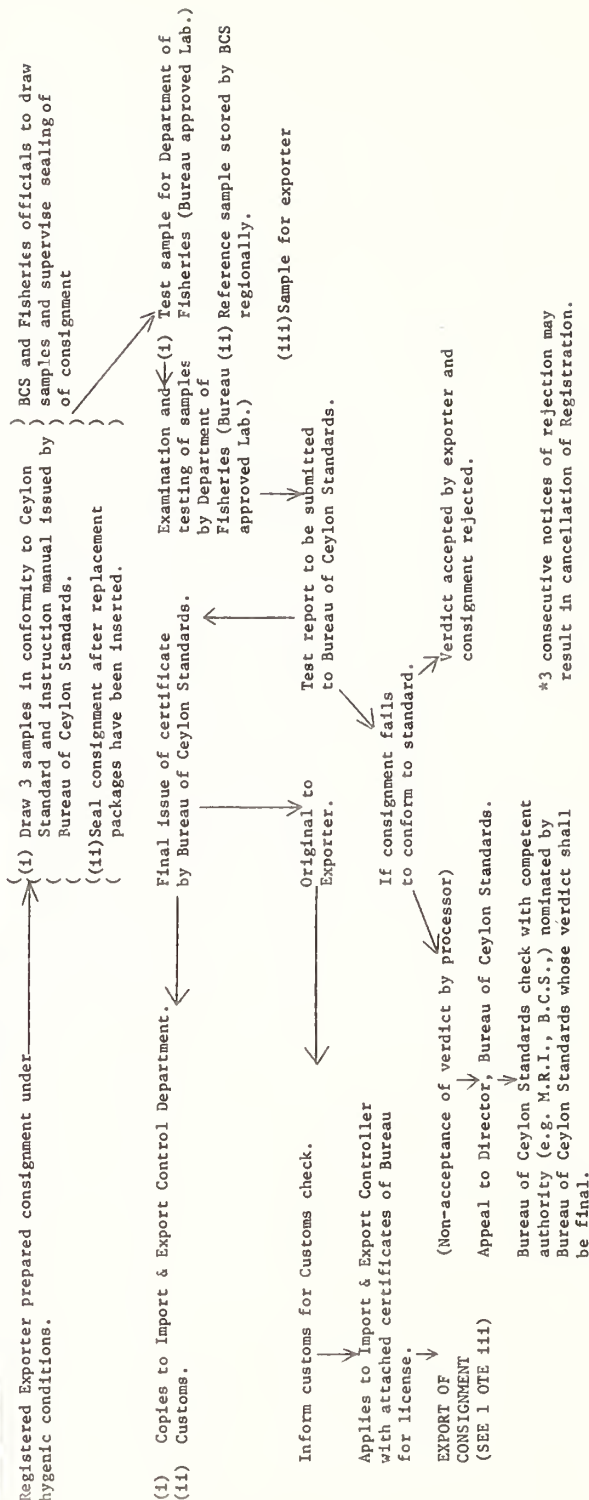 Registered Exporter prepared consignment under
hygenic conditions.
((i) Draw 3 samples in conformity to Ceylon )
( Standard and instruction manual issued by )
( Bureau of Ceylon Standards. )
((ii)Seal consignment after replacement )
( packages have been inserted. )
BCS and Fisheries officials to draw
samples and supervise sealing of
of consignment
(i) Copies to Import & Export Control Department.
(ii) Customs.
Final issue of certificate
by Bureau of Ceylon Standards.
Examination and
testing of samples
by Department of
Fisheries (Bureau
approved Lab.)
(i) Test sample for Department of
Fisheries (Bureau approved Lab.)
(ii) Reference sample stored by BCS
regionally.
(iii)Sample for exporter
Inform customs for Customs check.
Original to
Exporter.
Test report to be submitted
to Bureau of Ceylon Standards.
Applies to Import & Export Controller
with attached certificates of Bureau
for license.
If consignment fails
to conform to standard.
EXPORT OF
CONSIGNMENT
(SEE l OTE iii)
(Non-acceptance of verdict by processor)
Verdict accepted by exporter and
consignment rejected.
Appeal to Director, Bureau of Ceylon Standards.
Bureau of Ceylon Standards check with competent
authority (e.g. M.R.I., B.C.S.,) nominated by
Bureau of Ceylon Standards whose verdict shall
be final.
*3 consecutive notices of rejection may
result in cancellation of Registration.